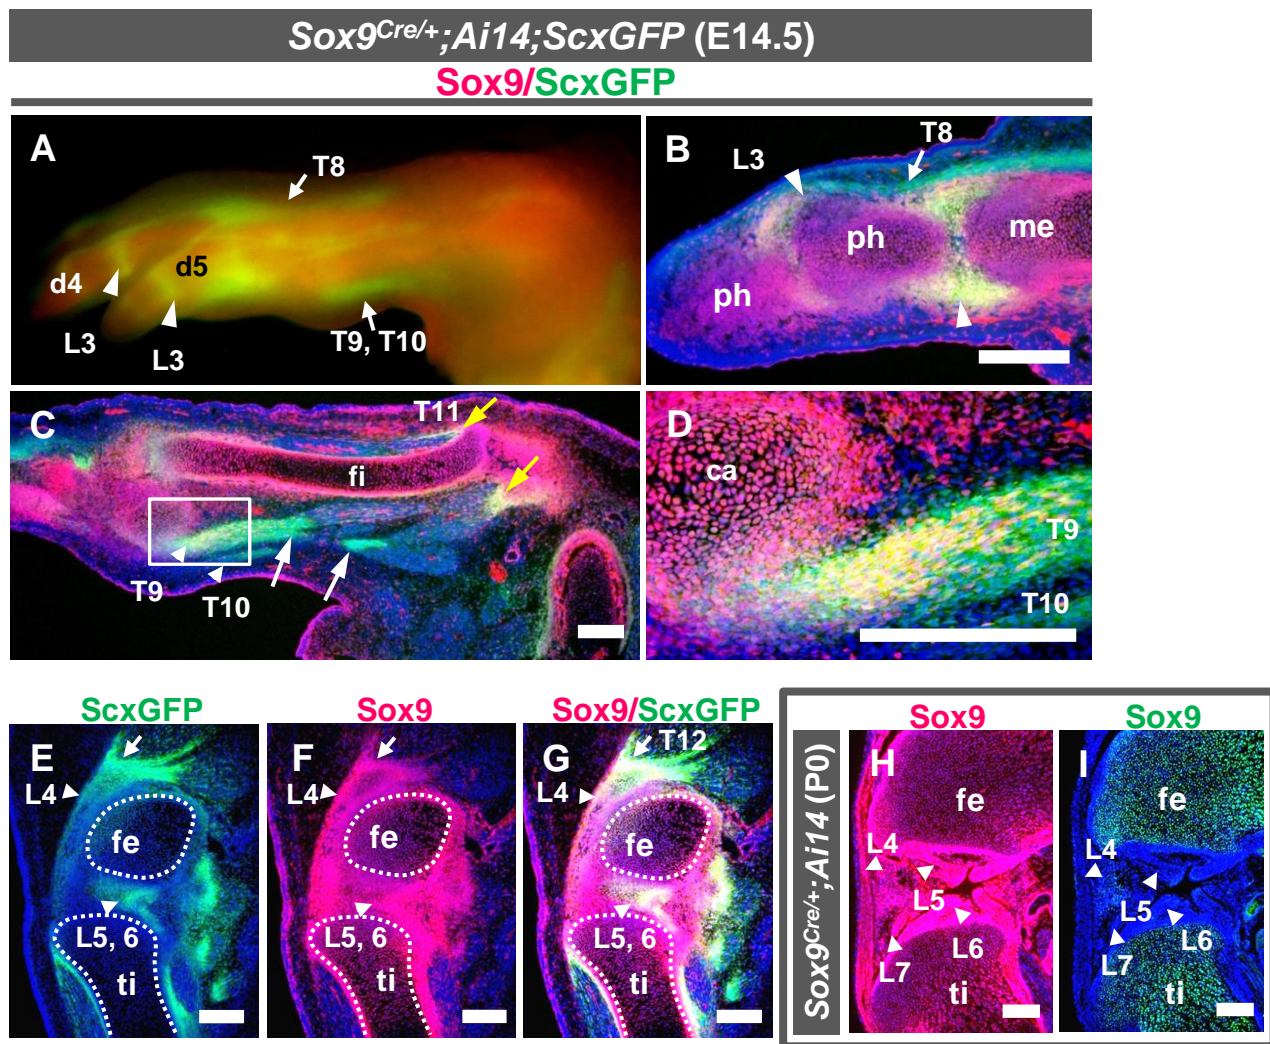 Sox9Cre/+;Ai14;ScxGFP (E14.5)
Sox9/ScxGFP
A
T8
d4
d5
L3
L3
T9, T10
B
L3
T8
ph
me
ph
C
T11
fi
T9
T10
D
ca
T9
T10
ScxGFP
E
L4
fe
L5, 6
ti
Sox9
F
L4
fe
L5, 6
ti
Sox9/ScxGFP
G
T12
L4
fe
L5, 6
ti
Sox9Cre/+;Ai14 (P0)
Sox9
H
fe
L4
L5
L6
L7
ti
Sox9
I
fe
L4
L5
L6
L7
ti